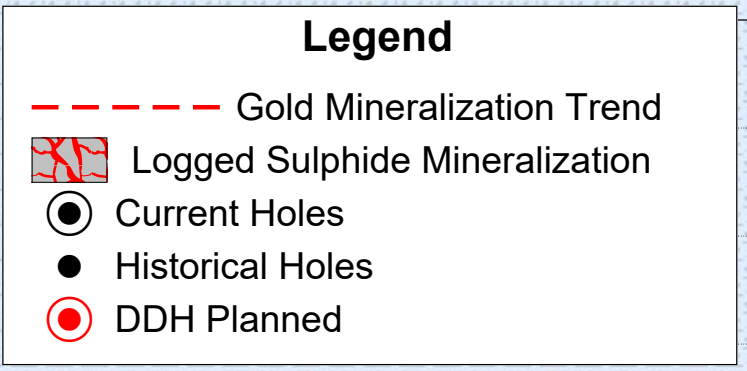 Legend
Gold Mineralization Trend
Logged Sulphide Mineralization
Current Holes
Historical Holes
DDH Planned